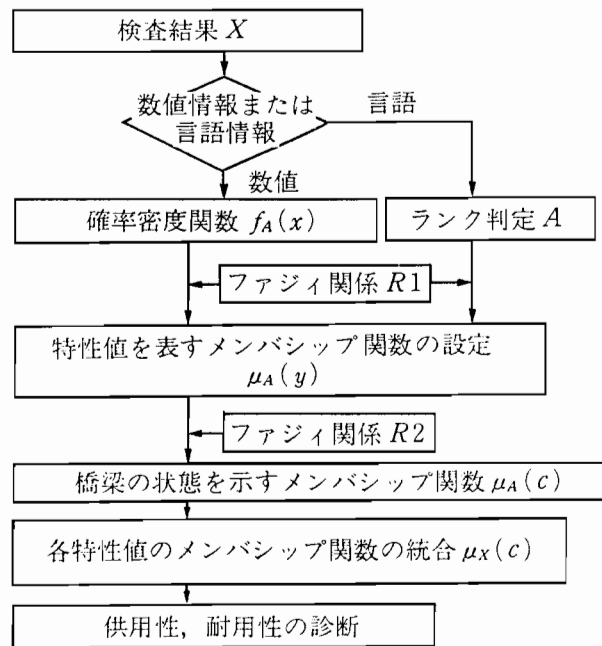 検査結果 X
数値情報または
言語情報
言語
数値
確率密度関数 fA(x)
ランク判定 A
ファジィ関係 R1
特性値を表すメンバシップ関数の設定
μA(y)
ファジィ関係 R2
橋梁の状態を示すメンバシップ関数 μA(c)
各特性値のメンバシップ関数の統合 μX(c)
供用性，耐用性の診断